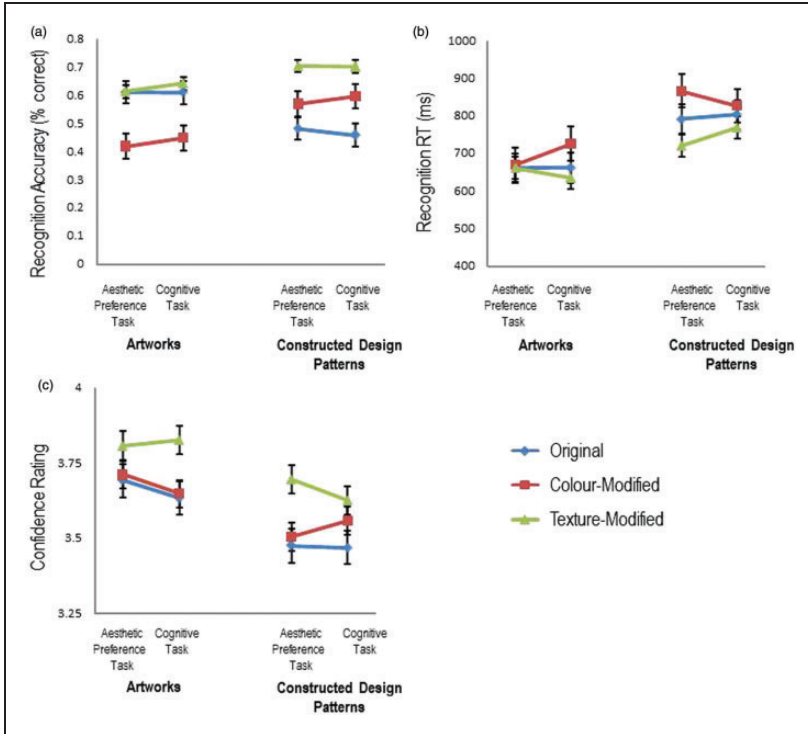 (a)
0.8
0.7
0.6
0.5
0.4
0.3
0.2
0.1
0
Recognition Accuracy (% correct)
Aesthetic Preference Task
Cognitive Task
Aesthetic Preference Task
Cognitive Task
Artworks
Constructed Design
Patterns
(b)
1000
900
800
700
600
500
400
Recognition RT (ms)
Aesthetic Preference Task
Cognitive Task
Aesthetic Preference Task
Cognitive Task
Artworks
Constructed Design
Patterns
(c)
4
3.75
3.5
3.25
Confidence Rating
Aesthetic Preference Task
Cognitive Task
Aesthetic Preference Task
Cognitive Task
Artworks
Constructed Design
Patterns
Original
Colour-Modified
Texture-Modified